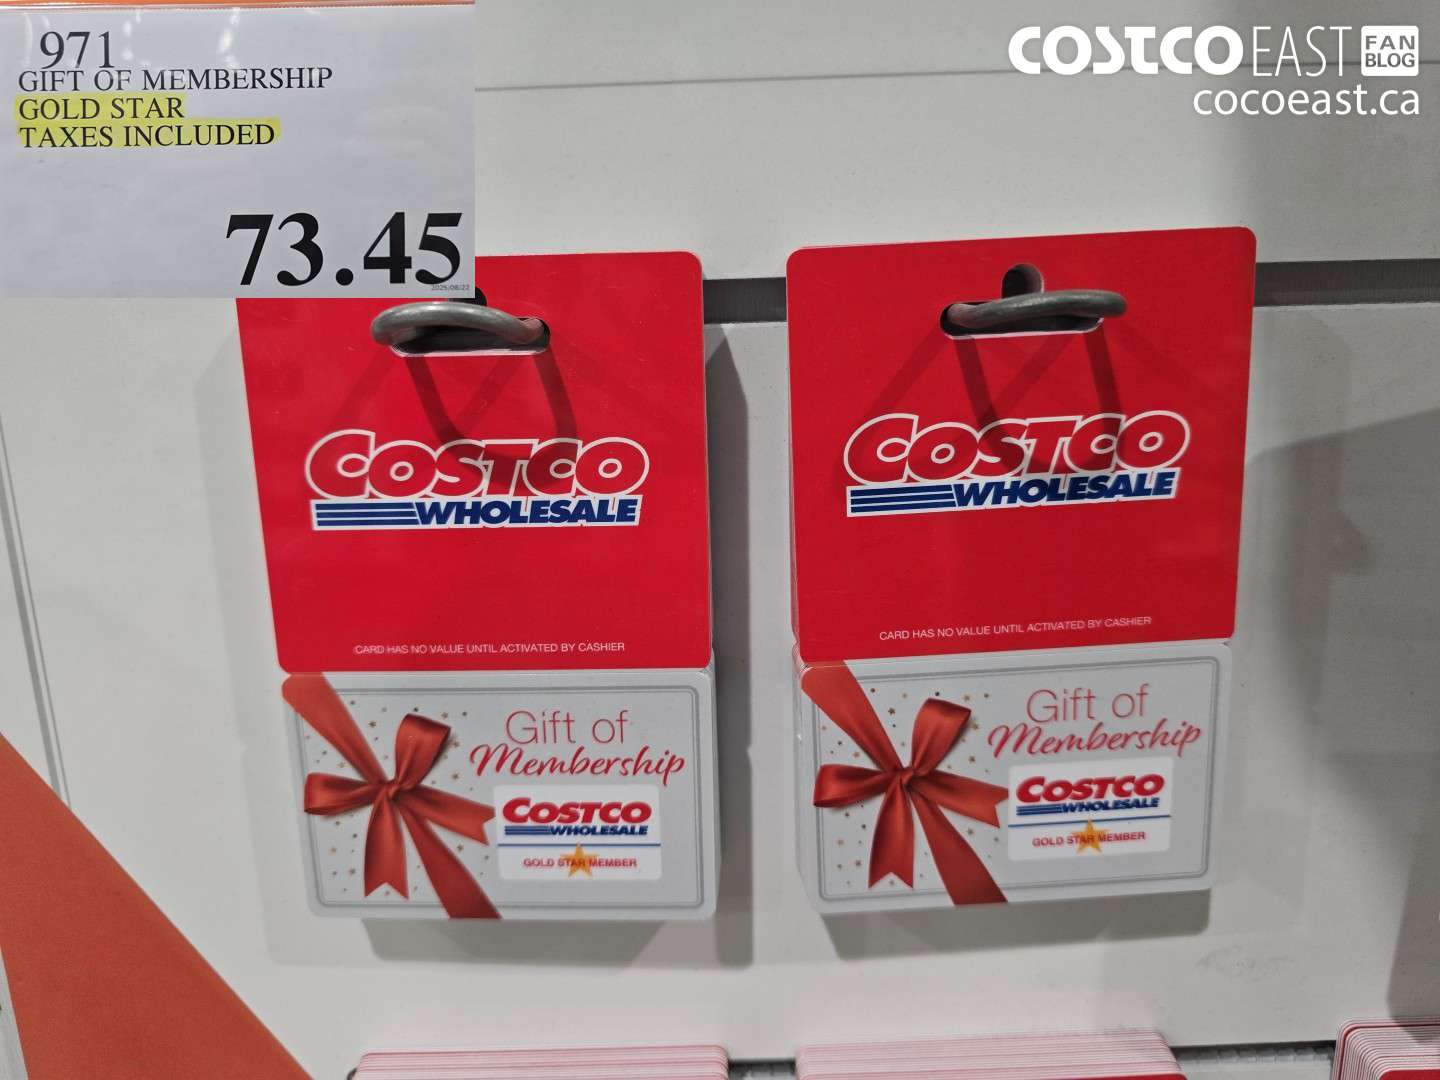 971
GIFT OF MEMBERSHIP
GOLD STAR
TAXES INCLUDED
73.45
2025/08/22
COSTCO EAST FAN BLOG
cocoeast.ca
COSTCO
WHOLESALE
CARD HAS NO VALUE UNTIL ACTIVATED BY CASHIER
Gift of
Membership
COSTCO
WHOLESALE
GOLD STAR MEMBER
COSTCO
WHOLESALE
CARD HAS NO VALUE UNTIL ACTIVATED BY CASHIER
Gift of
Membership
COSTCO
WHOLESALE
GOLD STAR MEMBER